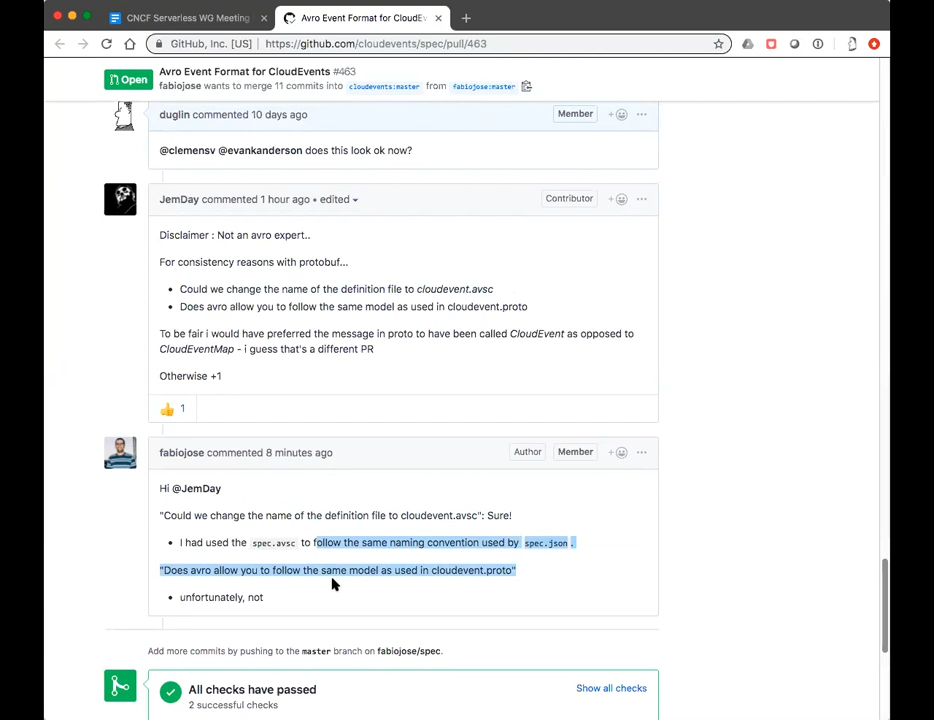 CNCF Serverless WG Meeting
Avro Event Format for CloudEv
GitHub, Inc. [US] | https://github.com/cloudevents/spec/pull/463
Open
Avro Event Format for CloudEvents #463
fabiojose wants to merge 11 commits into cloudevents:master from fabiojose:master
duglin commented 10 days ago
Member
@clemensv @evankanderson does this look ok now?
JemDay commented 1 hour ago • edited
Contributor
Disclaimer : Not an avro expert..
For consistency reasons with protobuf...
• Could we change the name of the definition file to cloudevent.avsc
• Does avro allow you to follow the same model as used in cloudevent.proto
To be fair i would have preferred the message in proto to have been called CloudEvent as opposed to
CloudEventMap - i guess that's a different PR
Otherwise +1
👍 1
fabiojose commented 8 minutes ago
Author
Member
Hi @JemDay
"Could we change the name of the definition file to cloudevent.avsc": Sure!
• I had used the spec.avsc to follow the same naming convention used by spec.json.
"Does avro allow you to follow the same model as used in cloudevent.proto"
• unfortunately, not
Add more commits by pushing to the master branch on fabiojose/spec.
All checks have passed
Show all checks
2 successful checks